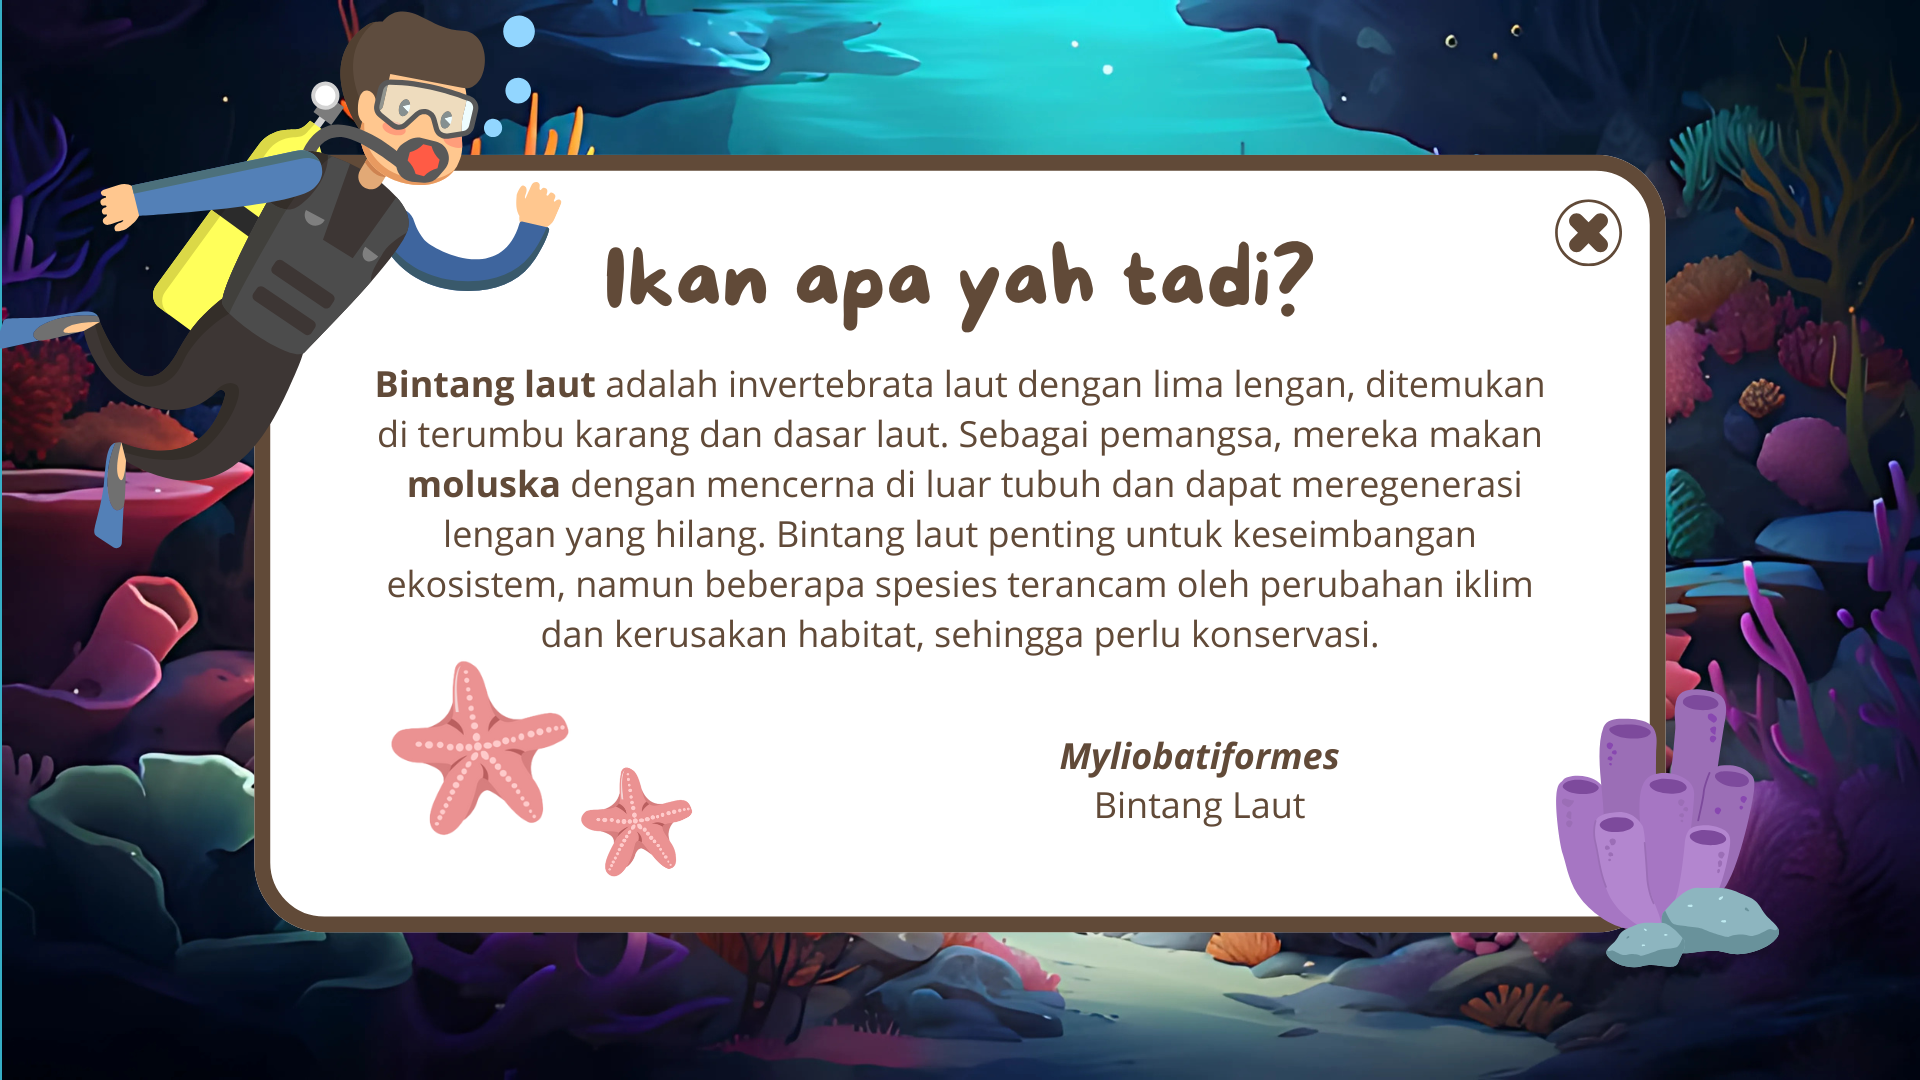 Ikan apa yah tadi?
Bintang laut adalah invertebrata laut dengan lima lengan, ditemukan
di terumbu karang dan dasar laut. Sebagai pemangsa, mereka makan
moluska dengan mencerna di luar tubuh dan dapat meregenerasi
lengan yang hilang. Bintang laut penting untuk keseimbangan
ekosistem, namun beberapa spesies terancam oleh perubahan iklim
dan kerusakan habitat, sehingga perlu konservasi.
Myliobatiformes
Bintang Laut